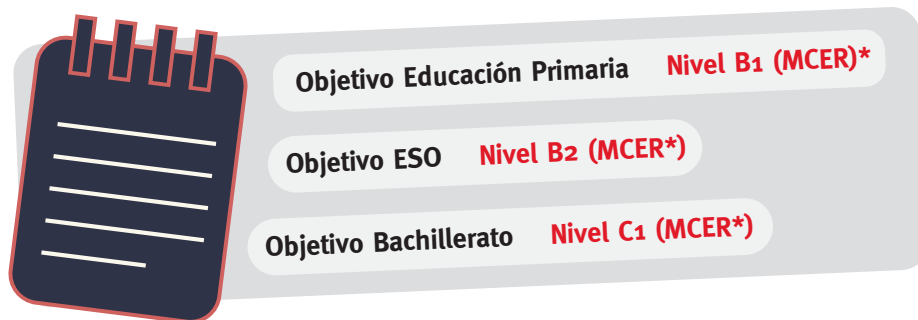 Objetivo Educación Primaria Nivel B1 (MCER)*
Objetivo ESO Nivel B2 (MCER*)
Objetivo Bachillerato Nivel C1 (MCER*)